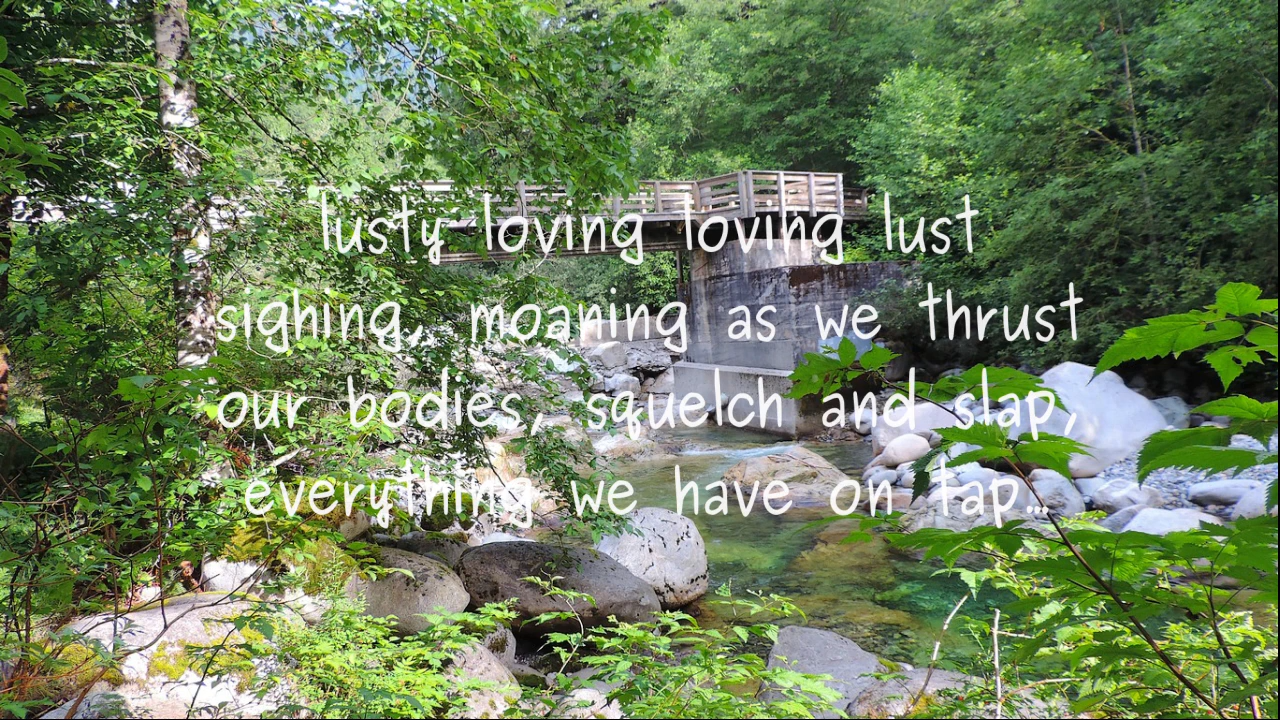 lusty loving loving lust
sighing, moaning as we thrust
our bodies, squelch and slap,
everything we have on tap…